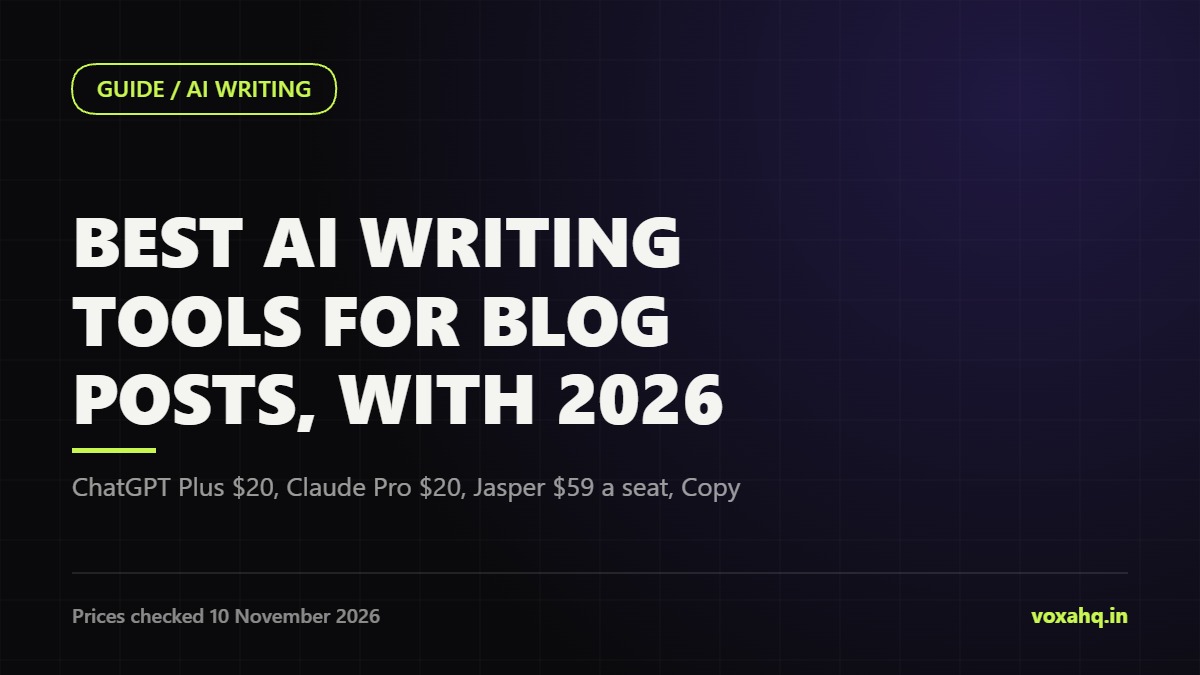 GUIDE / AI WRITING
BEST AI WRITING
TOOLS FOR BLOG
POSTS, WITH 2026
ChatGPT Plus $20, Claude Pro $20, Jasper $59 a seat, Copy
Prices checked 10 November 2026
voxahq.in